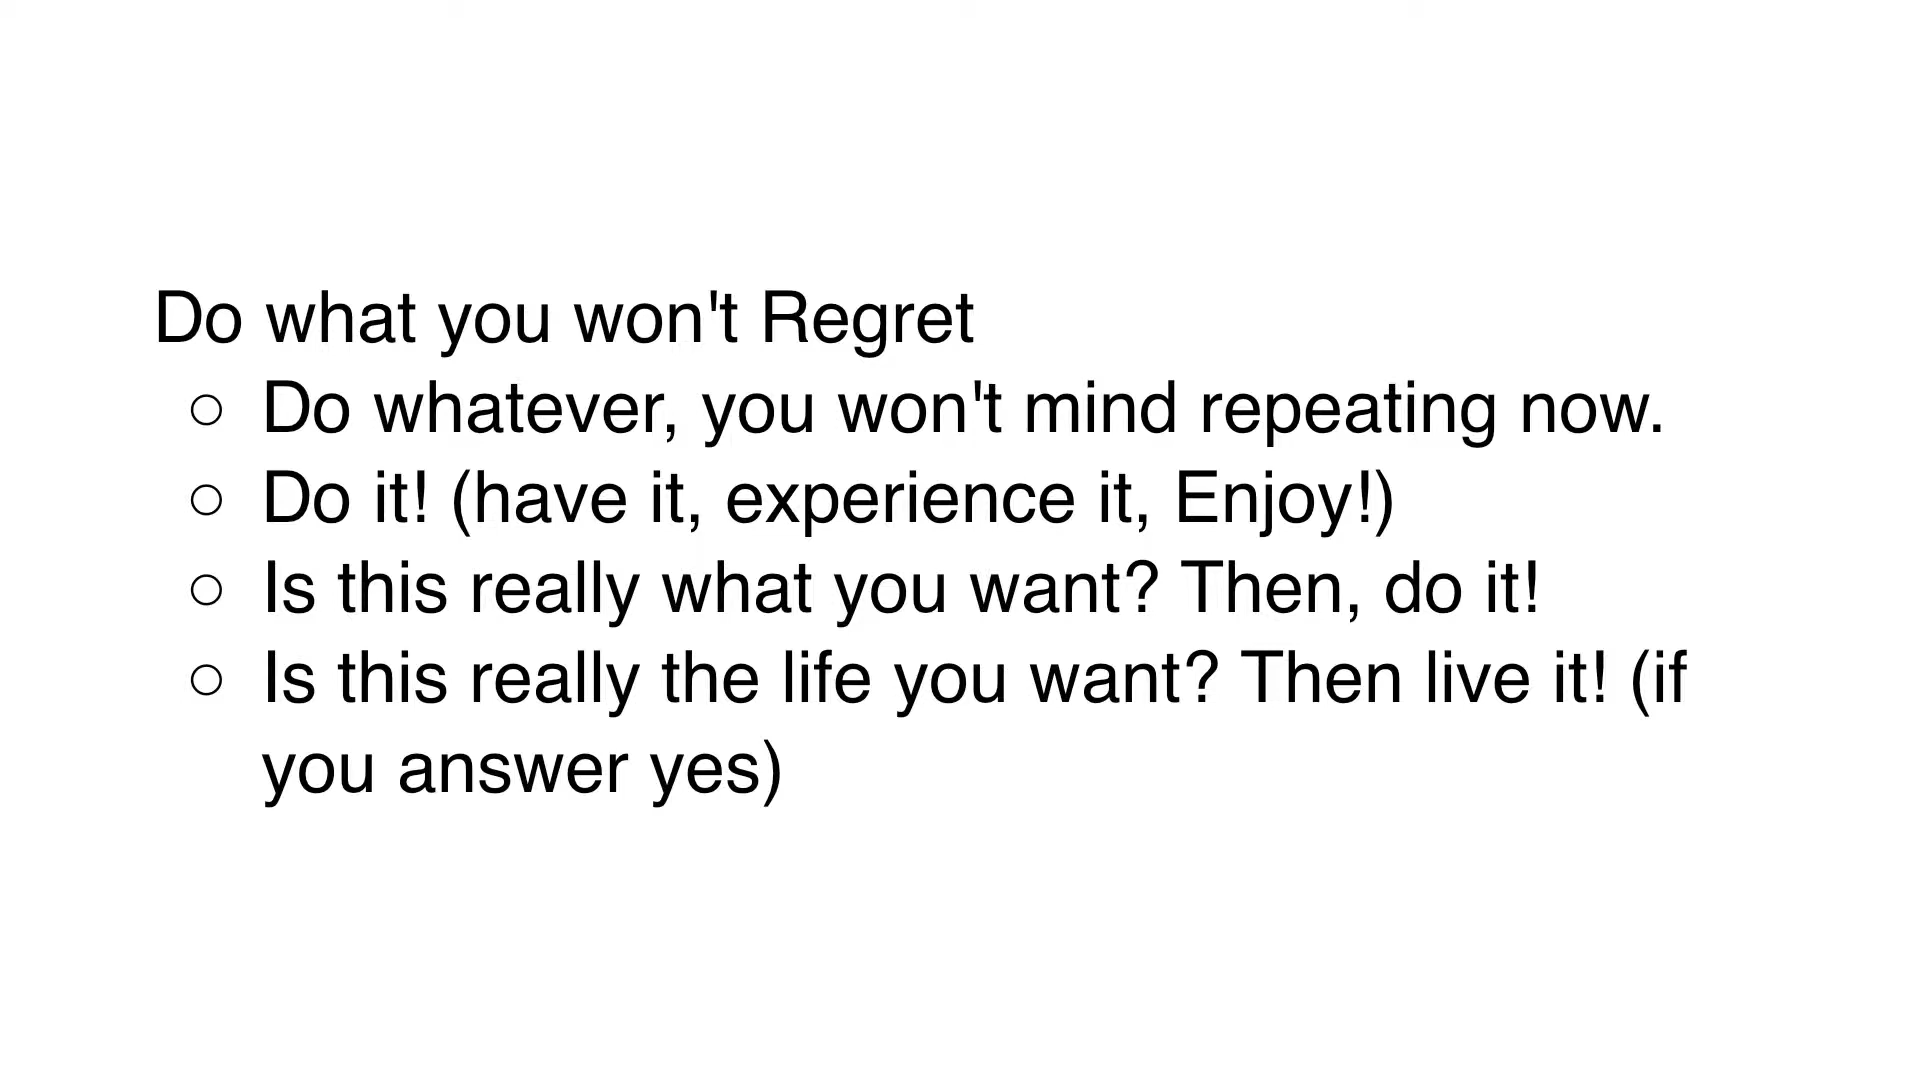 Do what you won't Regret
○ Do whatever, you won't mind repeating now.
○ Do it! (have it, experience it, Enjoy!)
○ Is this really what you want? Then, do it!
○ Is this really the life you want? Then live it! (if
you answer yes)